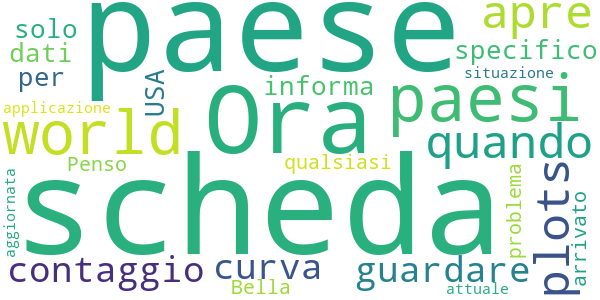 paese
apre
solo
dati
specifico
per
USA
informa
situazione
paesi
applicazione
Ora
world
quando
Penso
qualsiasi
scheda
plots
problema
arrivato
aggiornata
contaggio
curva
guardare
Bella
attuale